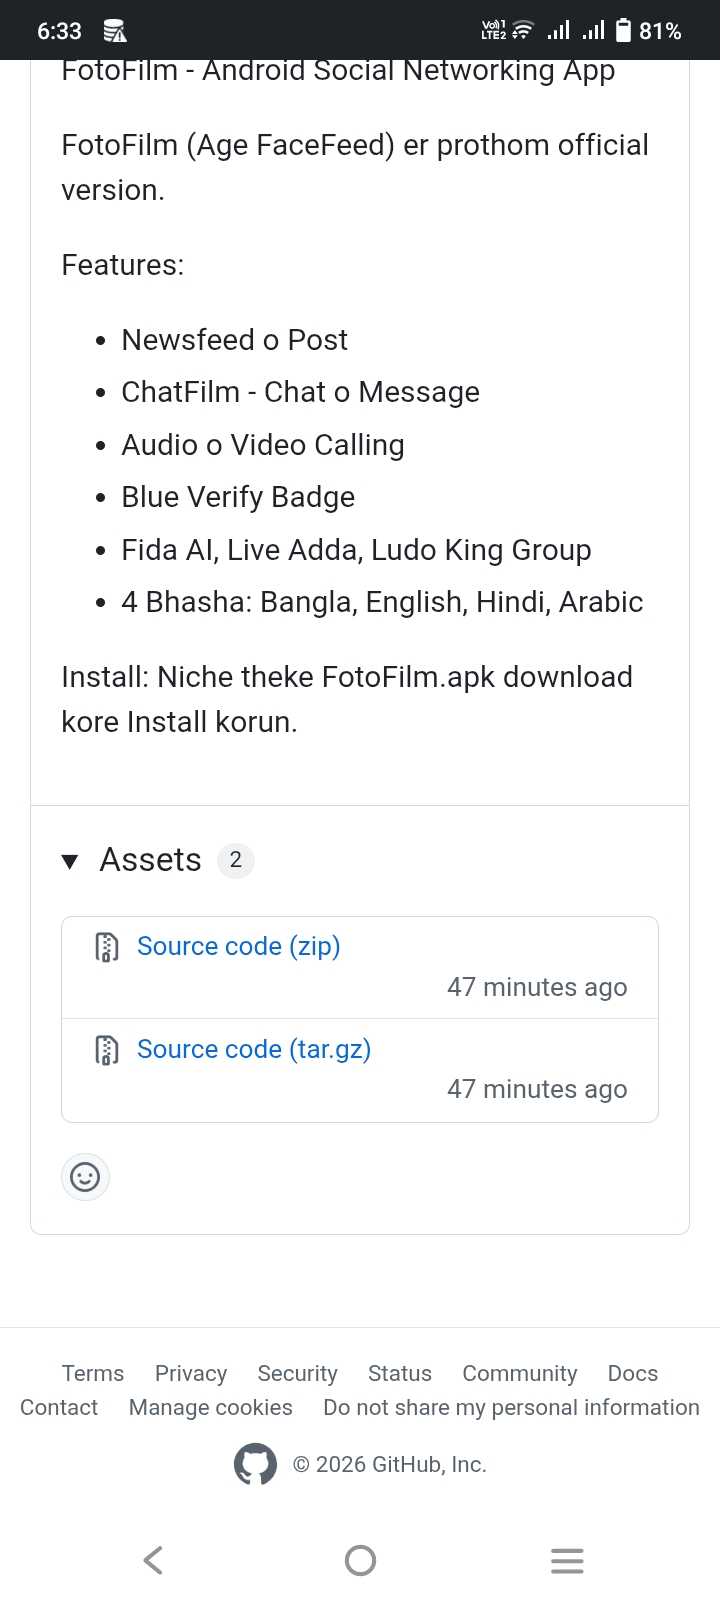 6:33
Vo)) 1
LTE2
81%
FotoFilm - Android Social Networking App
FotoFilm (Age FaceFeed) er prothom official
version.
Features:
• Newsfeed o Post
• ChatFilm - Chat o Message
• Audio o Video Calling
• Blue Verify Badge
• Fida AI, Live Adda, Ludo King Group
• 4 Bhasha: Bangla, English, Hindi, Arabic
Install: Niche theke FotoFilm.apk download
kore Install korun.
Assets 2
Source code (zip)
47 minutes ago
Source code (tar.gz)
47 minutes ago
Terms Privacy Security Status Community Docs
Contact Manage cookies Do not share my personal information
© 2026 GitHub, Inc.